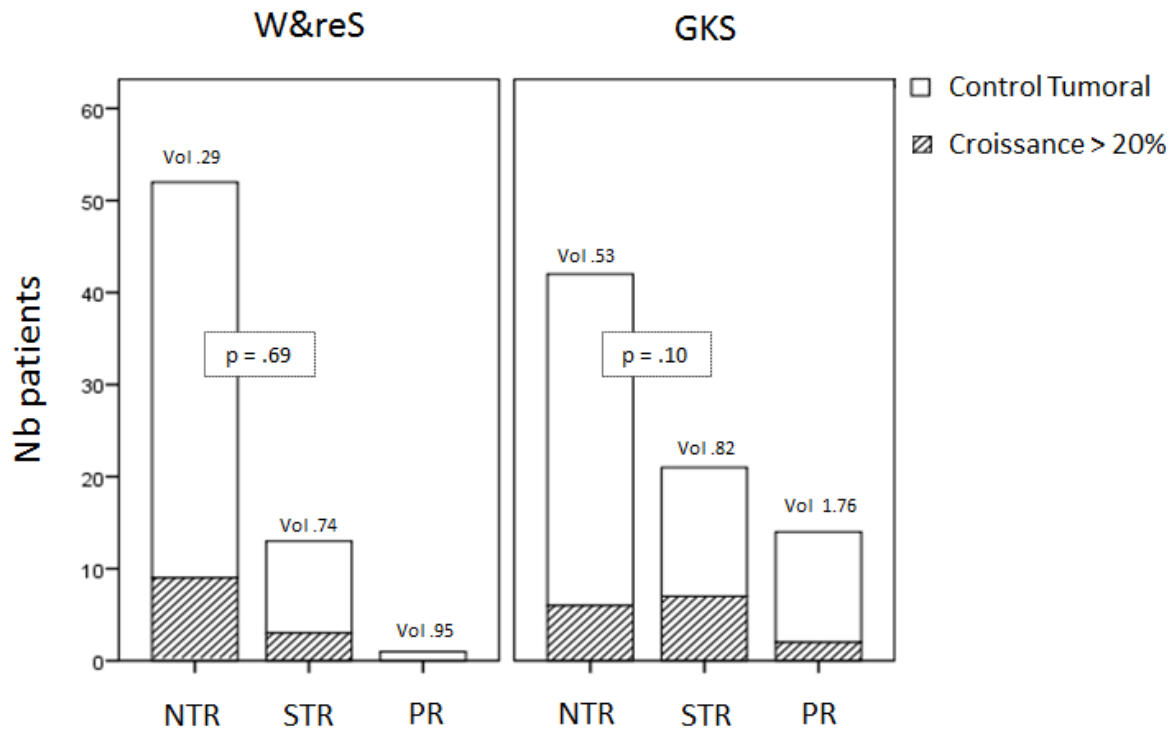 W&reS
GKS
Control Tumoral
Croissance > 20%
Nb patients
60
50
40
30
20
10
0
Vol .29
p = .69
Vol .74
Vol .95
NTR STR PR
Vol .53
p = .10
Vol .82
Vol 1.76
NTR STR PR